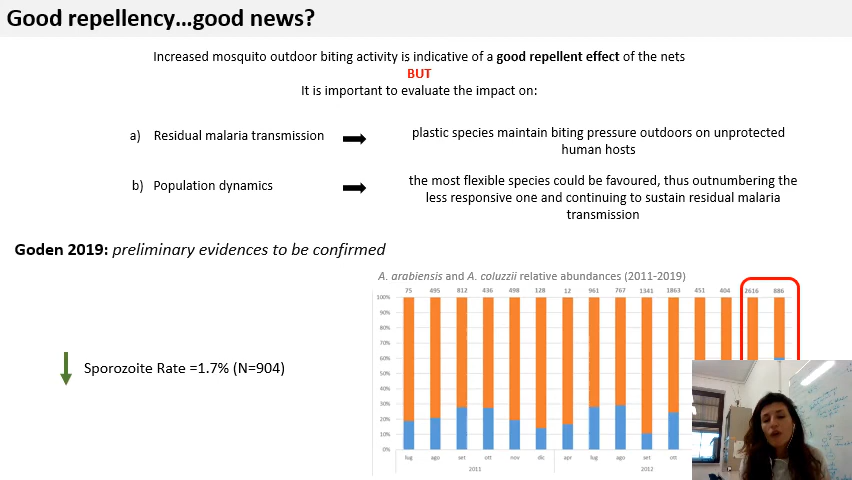 Good repellency…good news?
Increased mosquito outdoor biting activity is indicative of a good repellent effect of the nets
BUT
It is important to evaluate the impact on:
a) Residual malaria transmission
plastic species maintain biting pressure outdoors on unprotected
human hosts
b) Population dynamics
the most flexible species could be favoured, thus outnumbering the
less responsive one and continuing to sustain residual malaria
transmission
Goden 2019: preliminary evidences to be confirmed
A. arabiensis and A. coluzzii relative abundances (2011-2019)
75 495 812 436 498 128 12 961 767 1341 1863 451 404 2616 886
100%
90%
80%
70%
60%
50%
40%
30%
20%
10%
0%
Sporozoite Rate =1.7% (N=904)
lug ago set ott nov dic apr lug ago set ott
2011 2012